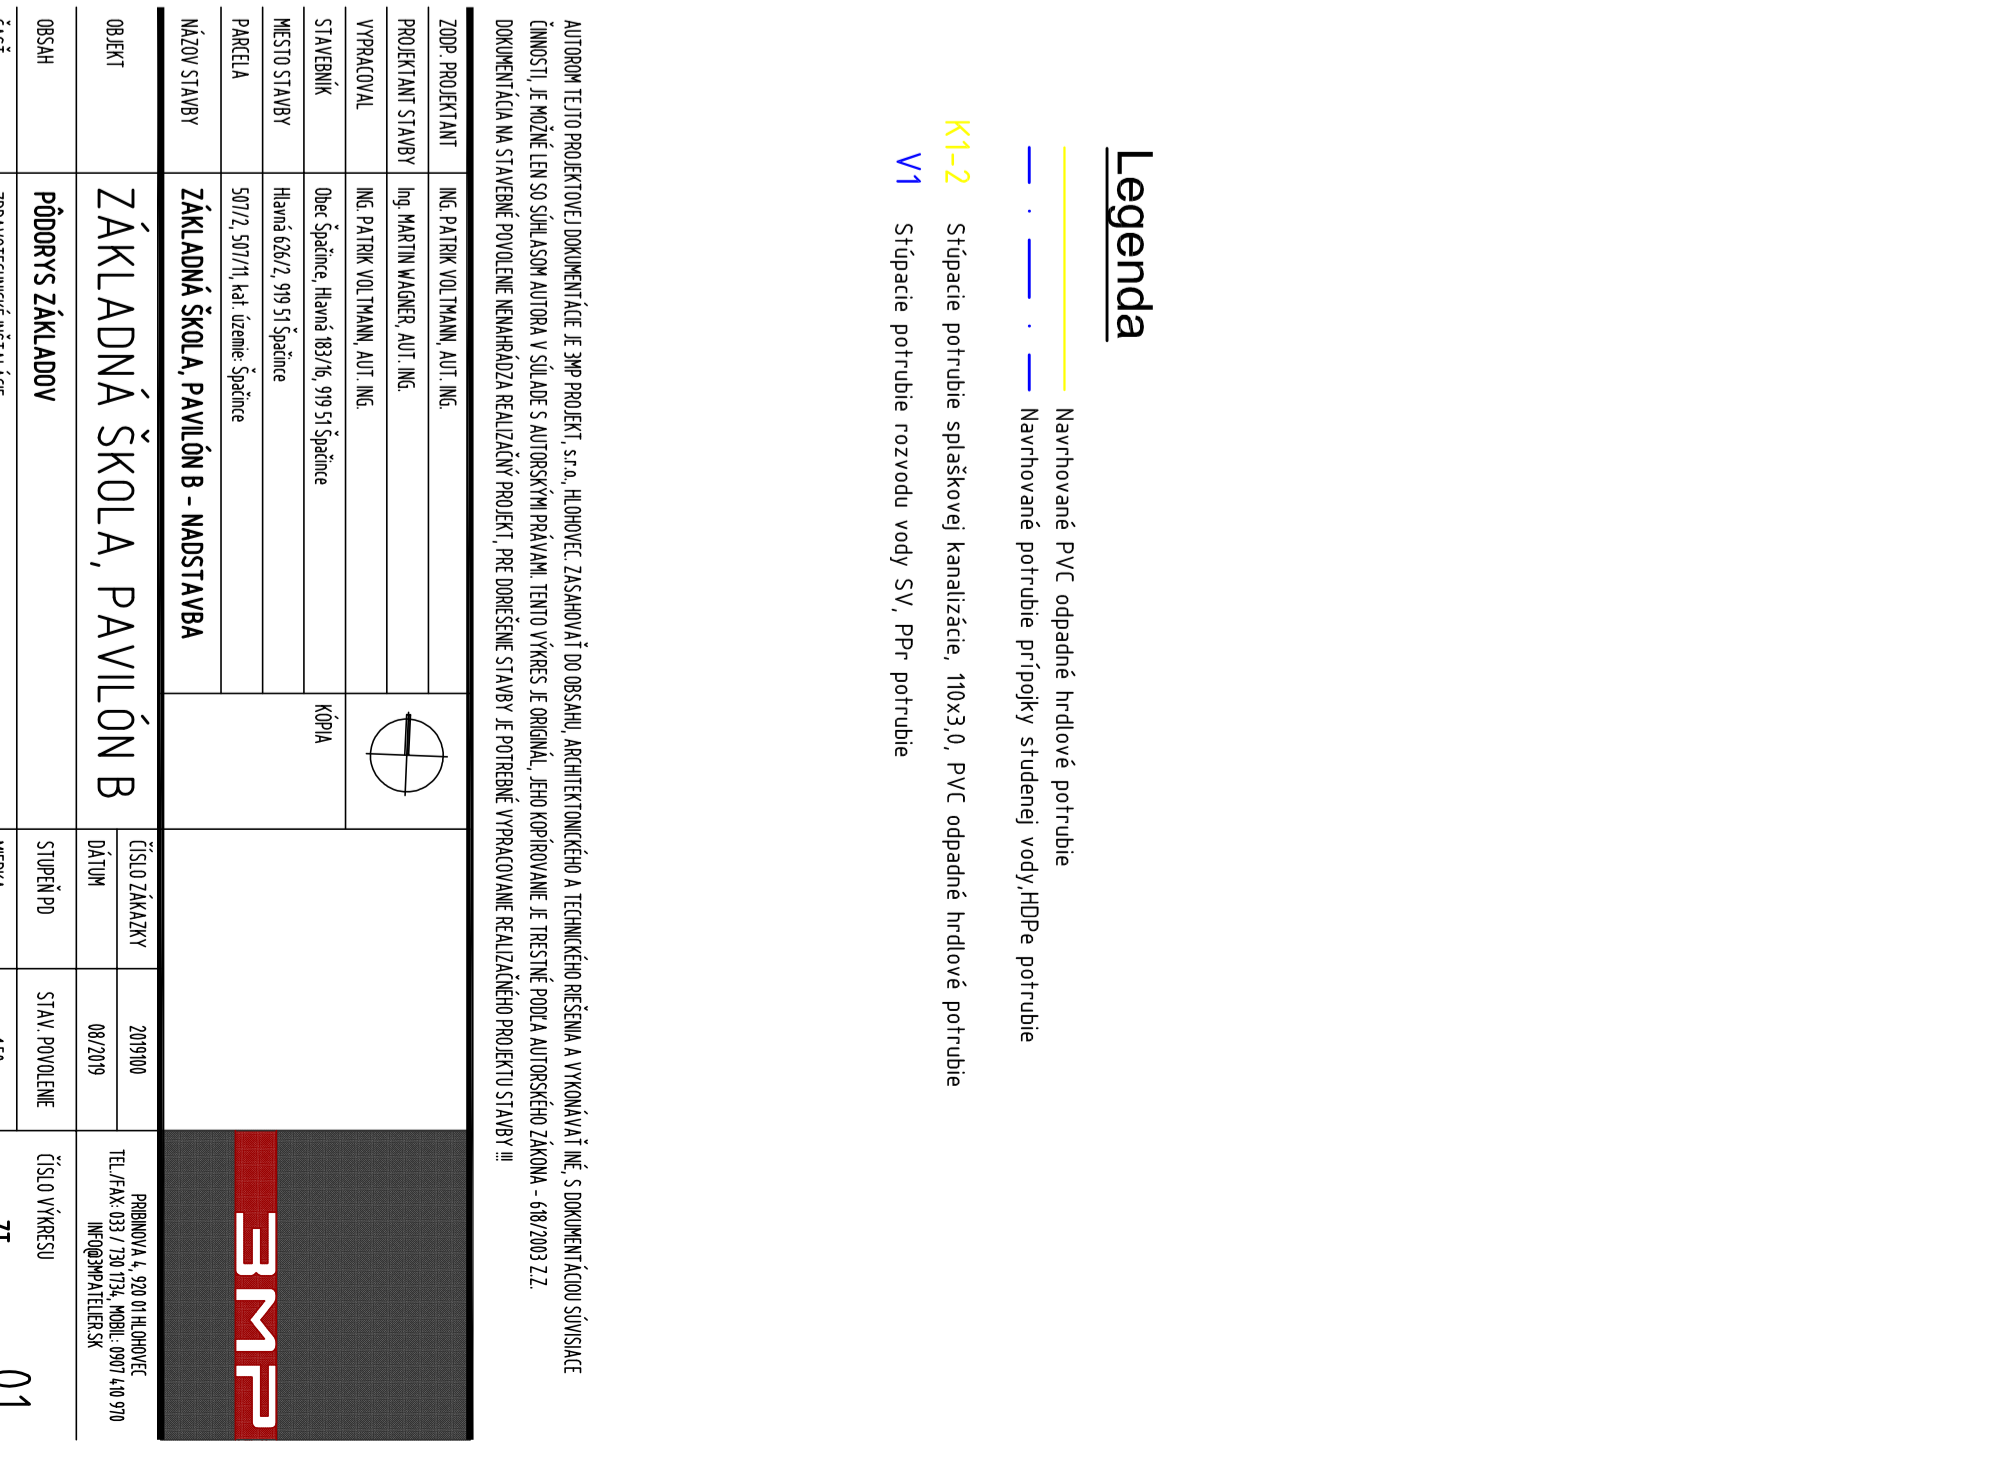 Legenda
Navrhované PVC odpadné hrdlové potrubie
Navrhované potrubie prípojky studenej vody,HDPe potrubie
K1-2 Stúpacie potrubie splaškovej kanalizácie, 110x3,0, PVC odpadné hrdlové potrubie
V1 Stúpacie potrubie rozvodu vody SV, PPr potrubie
AUTOROM TEJTO PROJEKTOVEJ DOKUMENTÁCIE JE 3MP PROJEKT, s.r.o., HLOHOVEC. ZASAHOVAŤ DO OBSAHU, ARCHITEKTONICKÉHO A TECHNICKÉHO RIEŠENIA A VYKONÁVAŤ INÉ, S DOKUMENTÁCIOU SÚVISIACE
ČINNOSTI, JE MOŽNÉ LEN SO SÚHLASOM AUTORA V SÚLADE S AUTORSKÝMI PRÁVAMI. TENTO VÝKRES JE ORIGINÁL, JEHO KOPÍROVANIE JE TRESTNÉ PODĽA AUTORSKÉHO ZÁKONA - 618/2003 Z.Z.
DOKUMENTÁCIA NA STAVEBNÉ POVOLENIE NENAHRÁDZA REALIZAČNÝ PROJEKT, PRE DORIEŠENIE STAVBY JE POTREBNÉ VYPRACOVANIE REALIZAČNÉHO PROJEKTU STAVBY !!!
ZODP. PROJEKTANT ING. PATRIK VOLTMANN, AUT. ING.
PROJEKTANT STAVBY Ing. MARTIN WAGNER, AUT. ING.
VYPRACOVAL ING. PATRIK VOLTMANN, AUT. ING.
STAVEBNÍK Obec Špačince, Hlavná 183/16, 919 51 Špačince KÓPIA
MIESTO STAVBY Hlavná 626/2, 919 51 Špačince
PARCELA 507/2, 507/11, kat. územie: Špačince
3MP
NÁZOV STAVBY ZÁKLADNÁ ŠKOLA, PAVILÓN B - NADSTAVBA
OBJEKT ZÁKLADNÁ ŠKOLA, PAVILÓN B
ČÍSLO ZÁKAZKY 2019100
DÁTUM 08/2019
PRIBINOVA 4, 920 01 HLOHOVEC
TEL./FAX: 033 / 730 1734, MOBIL: 0907 410 970
INFO@3MPATELIER.SK
OBSAH PÔDORYS ZÁKLADOV STUPEŇ PD STAV. POVOLENIE ČÍSLO VÝKRESU
01